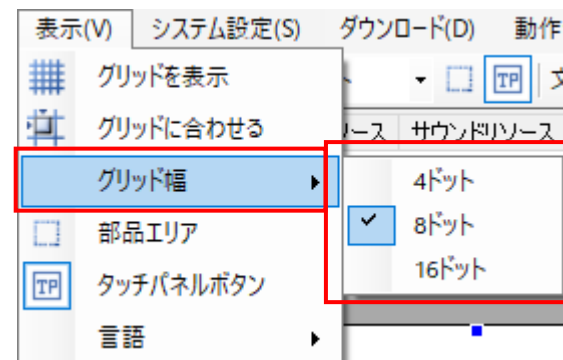 表示(V) システム設定(S) ダウンロード(D) 動作
グリッドを表示
TP
グリッドに合わせる
ース サウンドリソース
グリッド幅
4ドット
8ドット
16ドット
部品エリア
TP タッチパネルボタン
言語